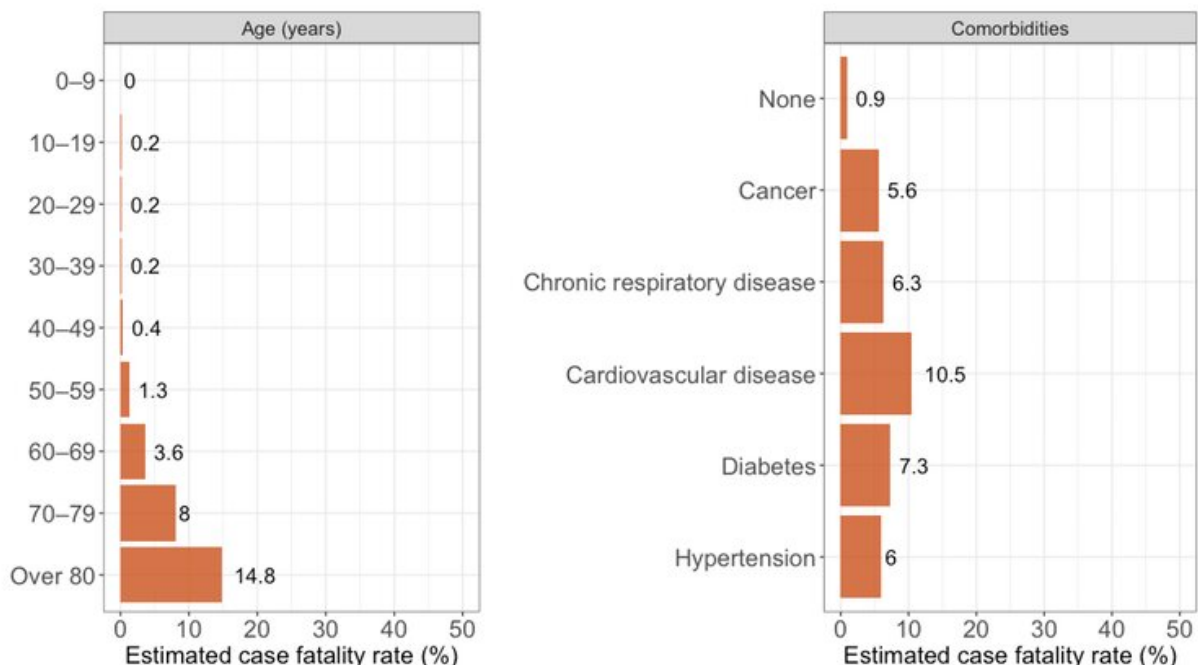 Age (years)
0–9 0
10–19 0.2
20–29 0.2
30–39 0.2
40–49 0.4
50–59 1.3
60–69 3.6
70–79 8
Over 80 14.8
0 10 20 30 40 50
Estimated case fatality rate (%)
Comorbidities
None 0.9
Cancer 5.6
Chronic respiratory disease 6.3
Cardiovascular disease 10.5
Diabetes 7.3
Hypertension 6
0 10 20 30 40 50
Estimated case fatality rate (%)